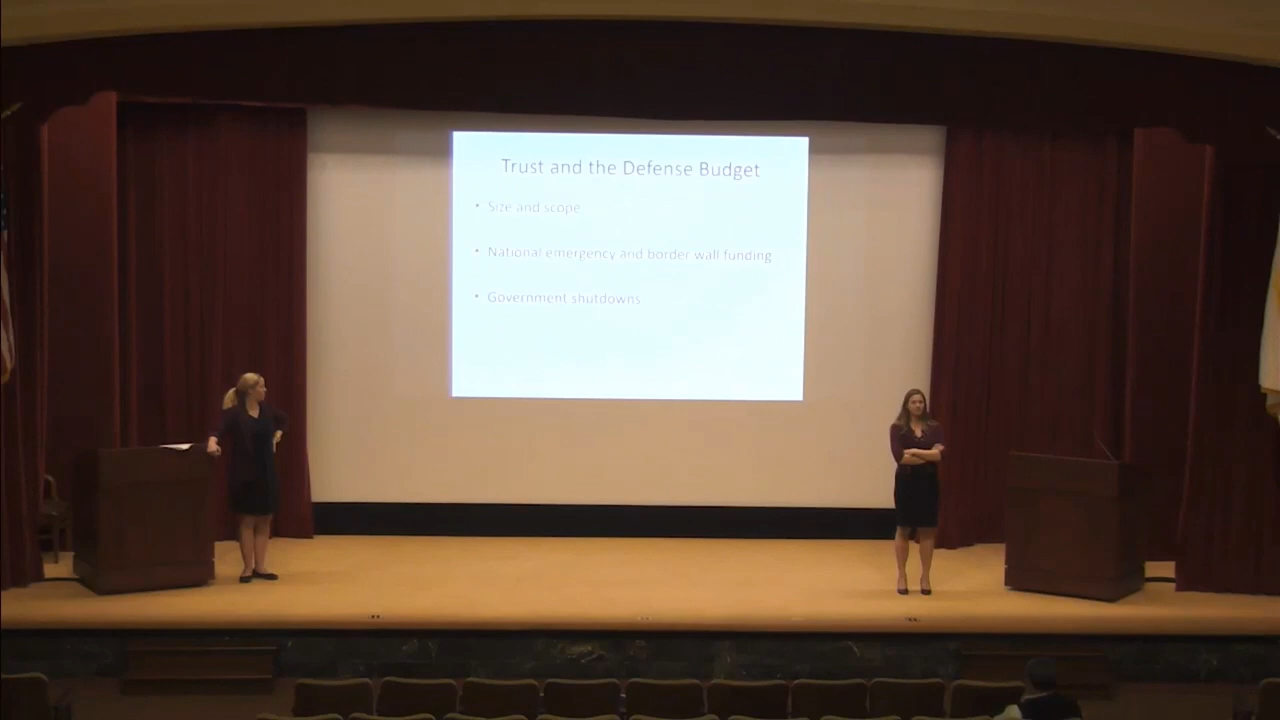 Trust and the Defense Budget
• Size and scope
• National emergency and border wall funding
• Government shutdowns